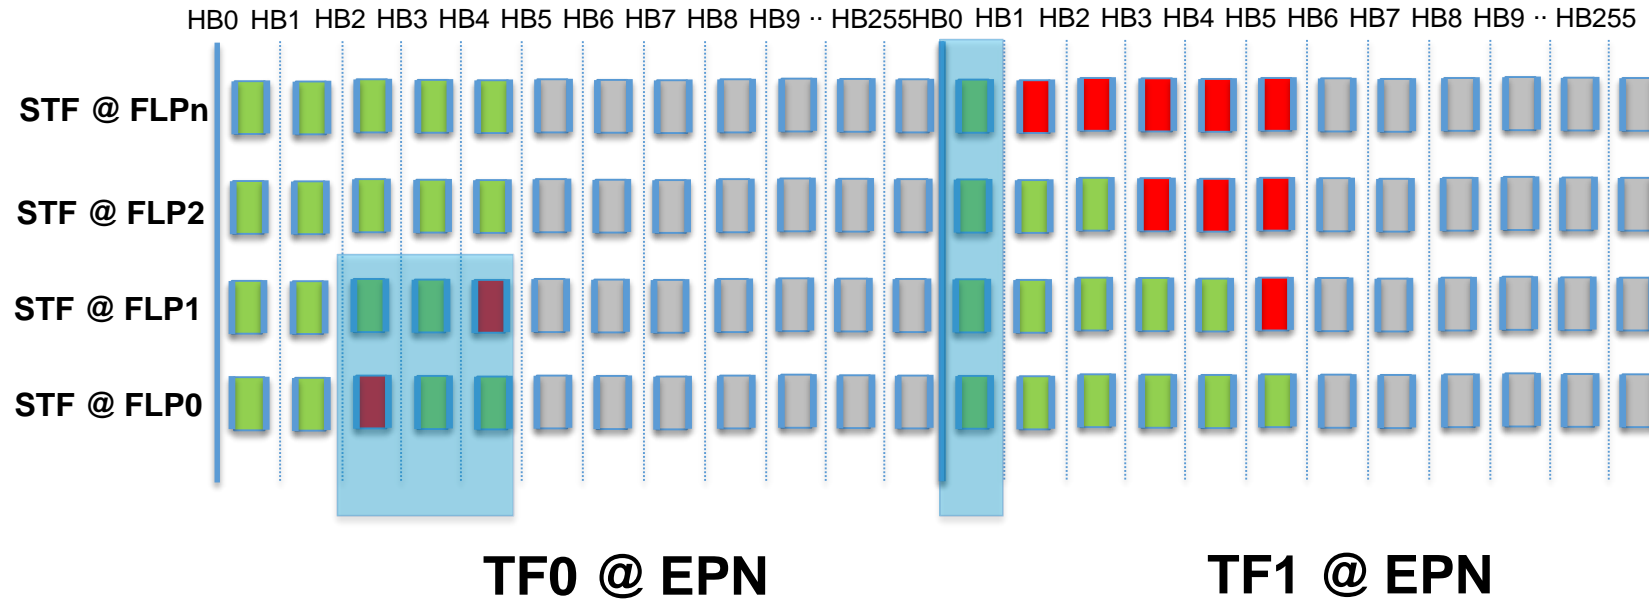 HB0 HB1 HB2 HB3 HB4 HB5 HB6 HB7 HB8 HB9 ·· HB255HB0 HB1 HB2 HB3 HB4 HB5 HB6 HB7 HB8 HB9 ·· HB255
STF @ FLPn
STF @ FLP2
STF @ FLP1
STF @ FLP0
TF0 @ EPN TF1 @ EPN